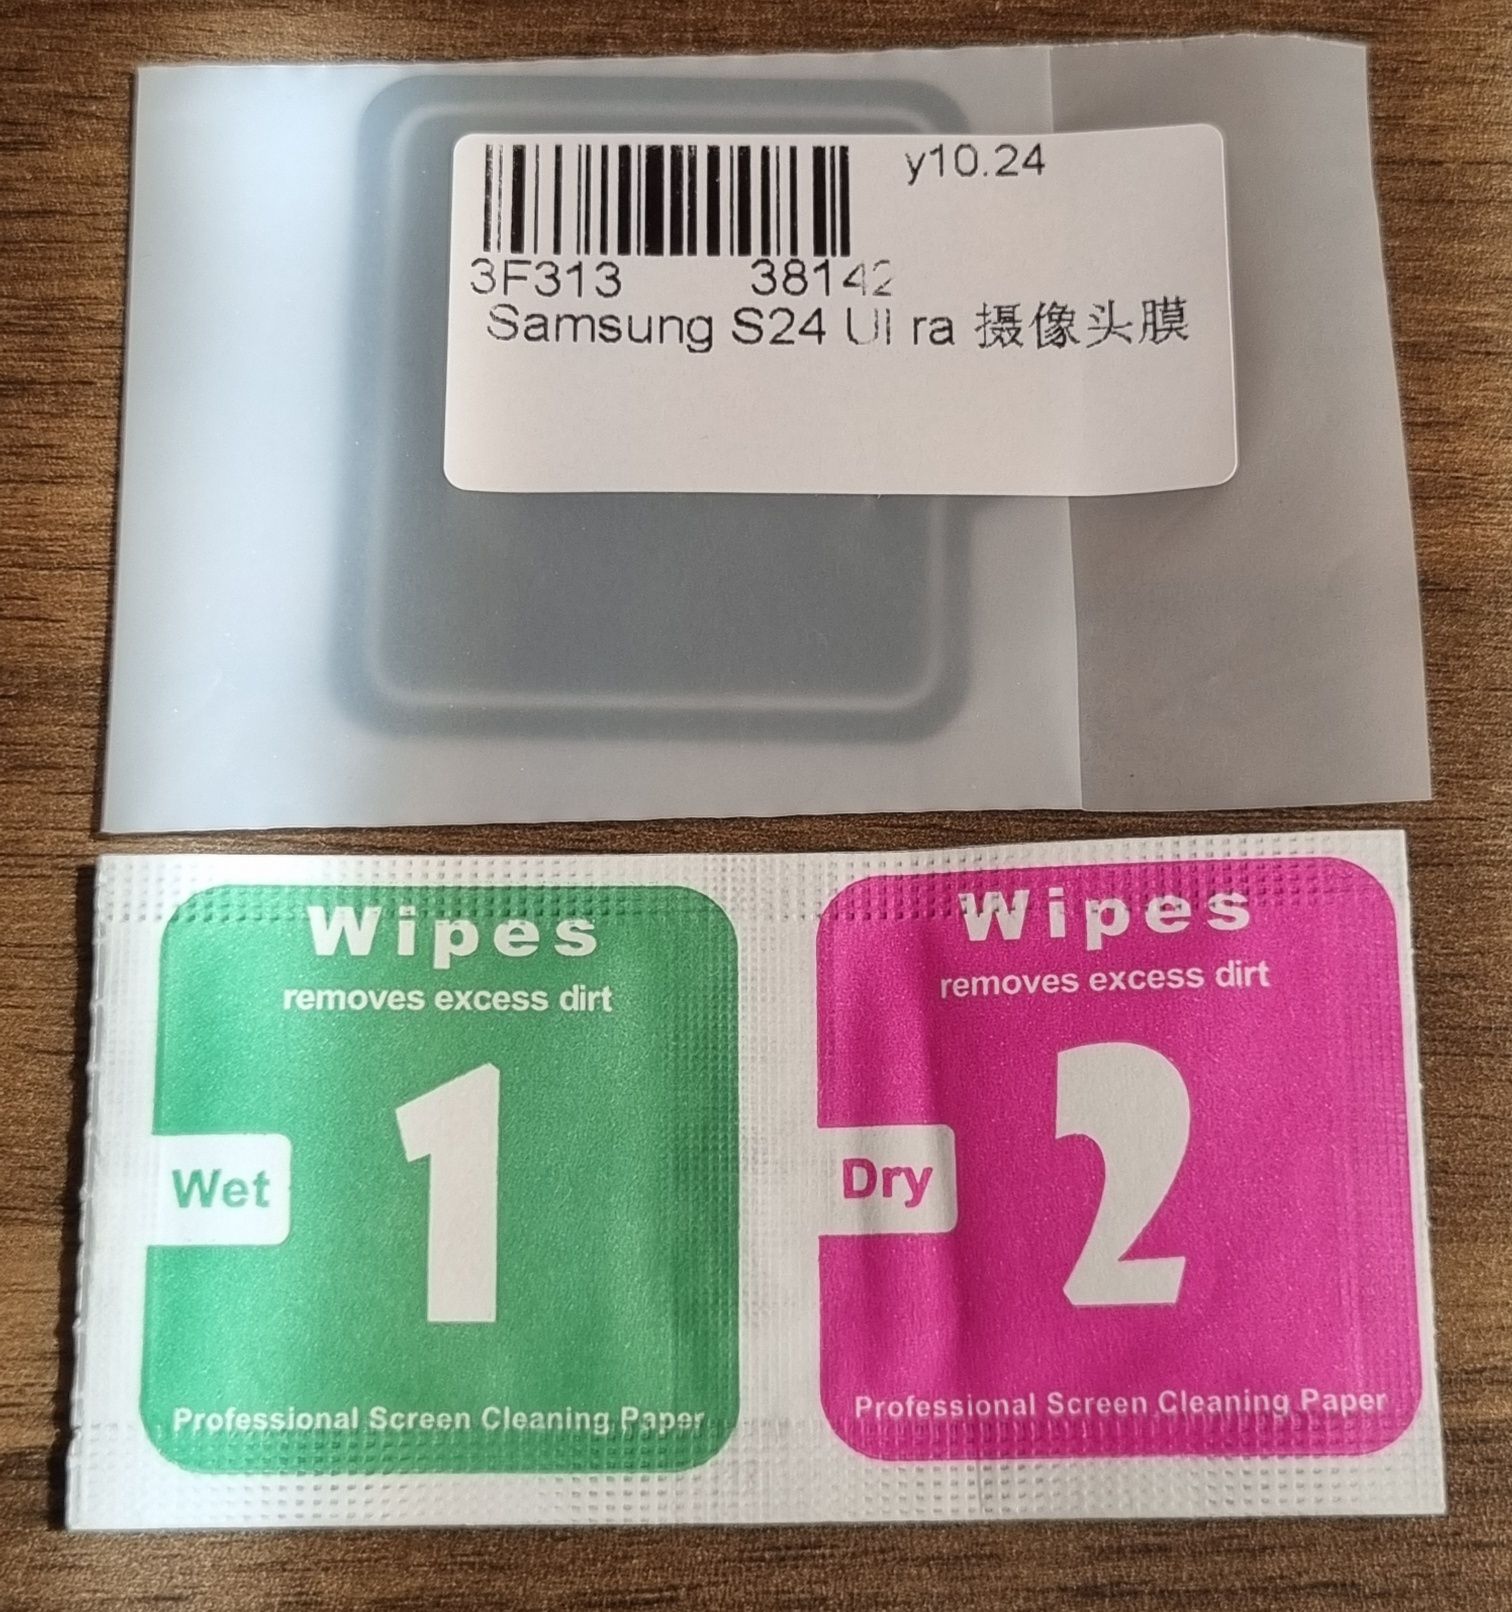 y10.24
3F313 38142
Samsung S24 Ul ra 摄像头膜
Wipes
removes excess dirt
1
Wet
Professional Screen Cleaning Paper
Wipes
removes excess dirt
2
Dry
Professional Screen Cleaning Paper